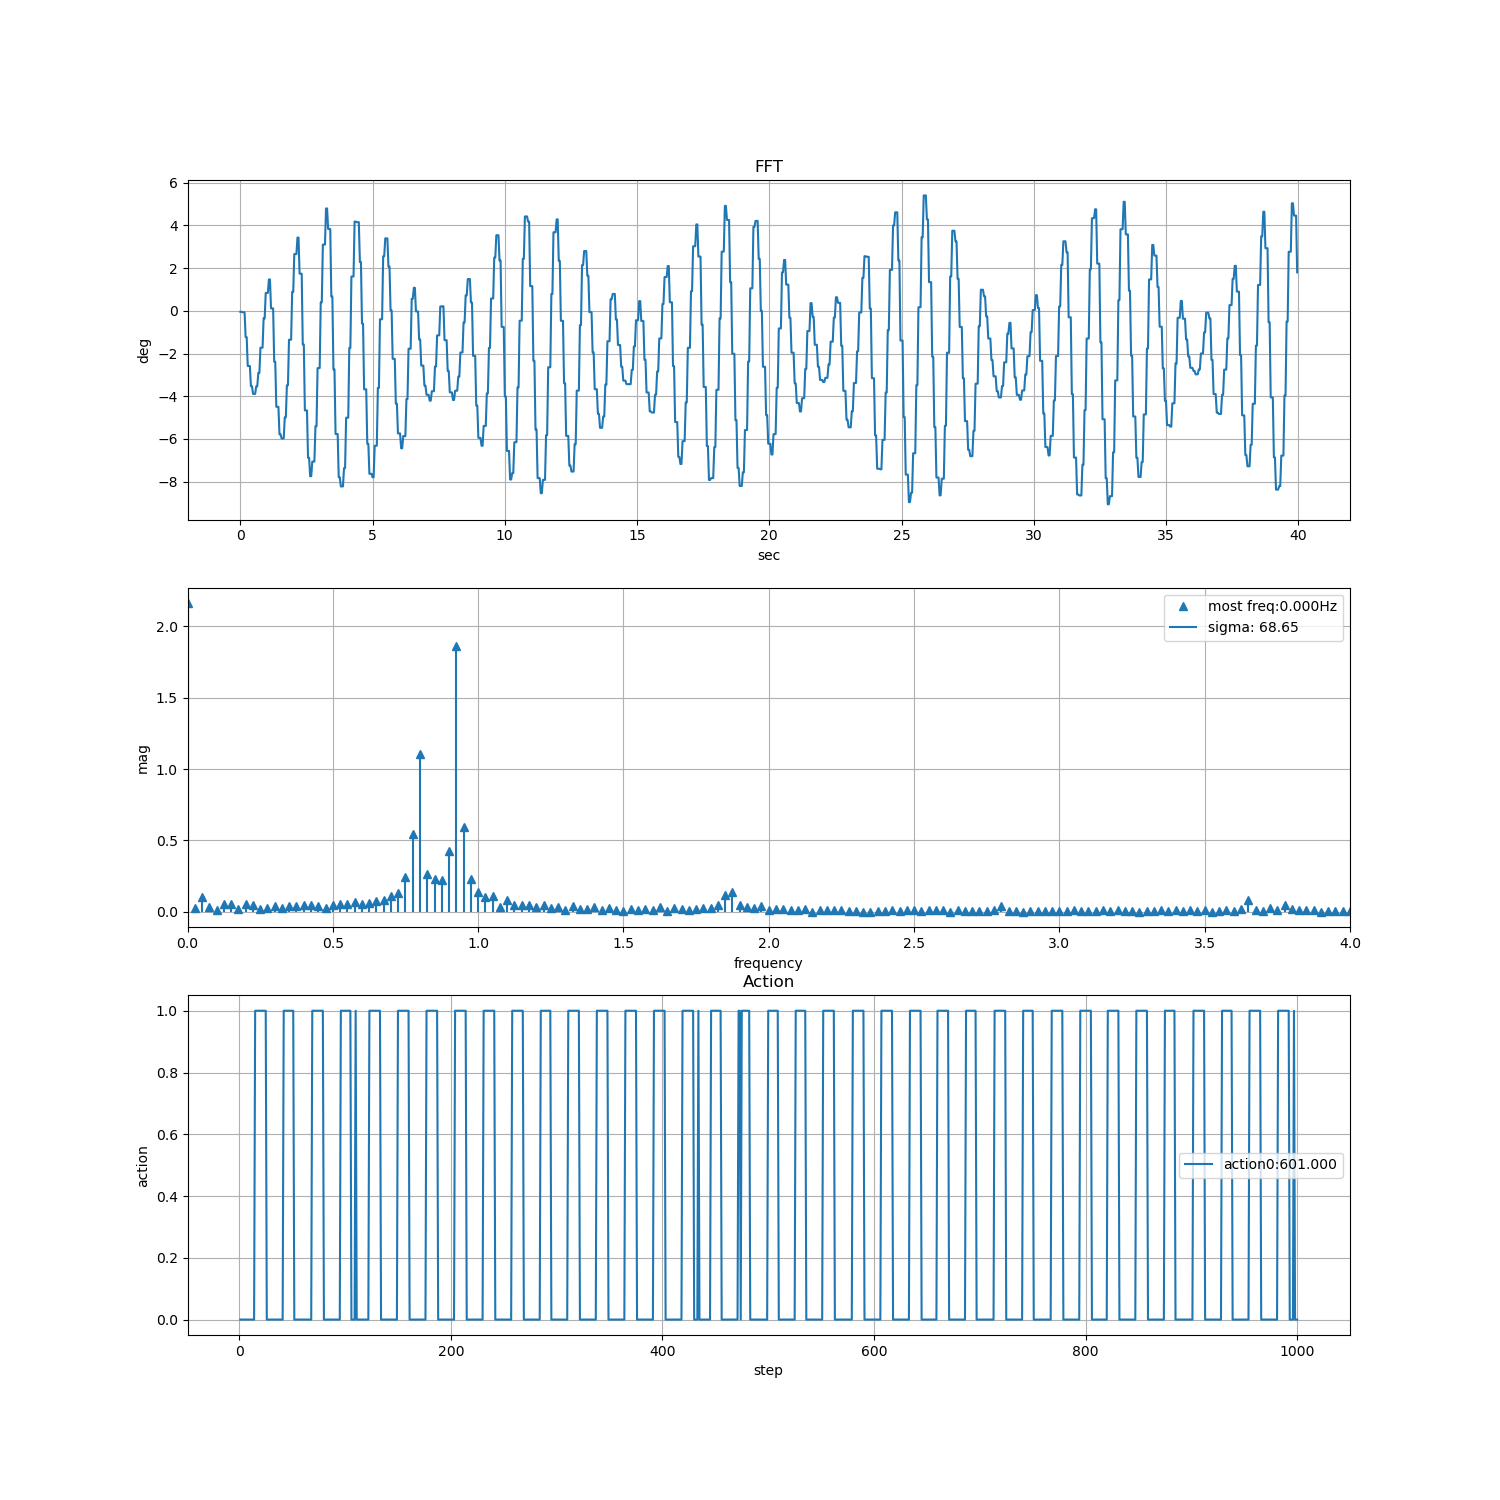 FFT
6
4
2
0
−2
−4
−6
−8
deg
0 5 10 15 20 25 30 35 40
sec
most freq:0.000Hz
sigma: 68.65
2.0
1.5
1.0
0.5
0.0
mag
0.0 0.5 1.0 1.5 2.0 2.5 3.0 3.5 4.0
frequency
Action
1.0
0.8
0.6
0.4
0.2
0.0
action
action0:601.000
0 200 400 600 800 1000
step